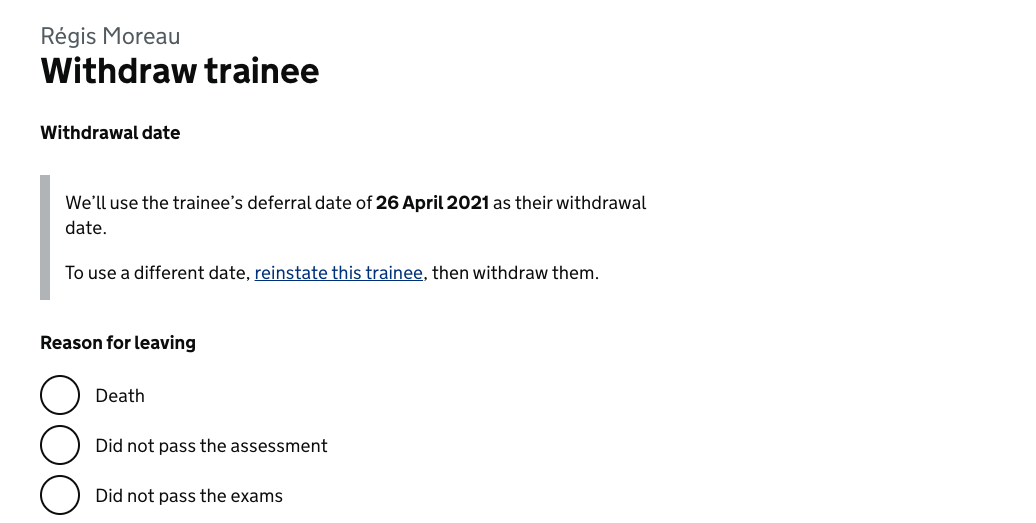 Régis Moreau
Withdraw trainee
Withdrawal date
We’ll use the trainee’s deferral date of 26 April 2021 as their withdrawal
date.
To use a different date, reinstate this trainee, then withdraw them.
Reason for leaving
Death
Did not pass the assessment
Did not pass the exams